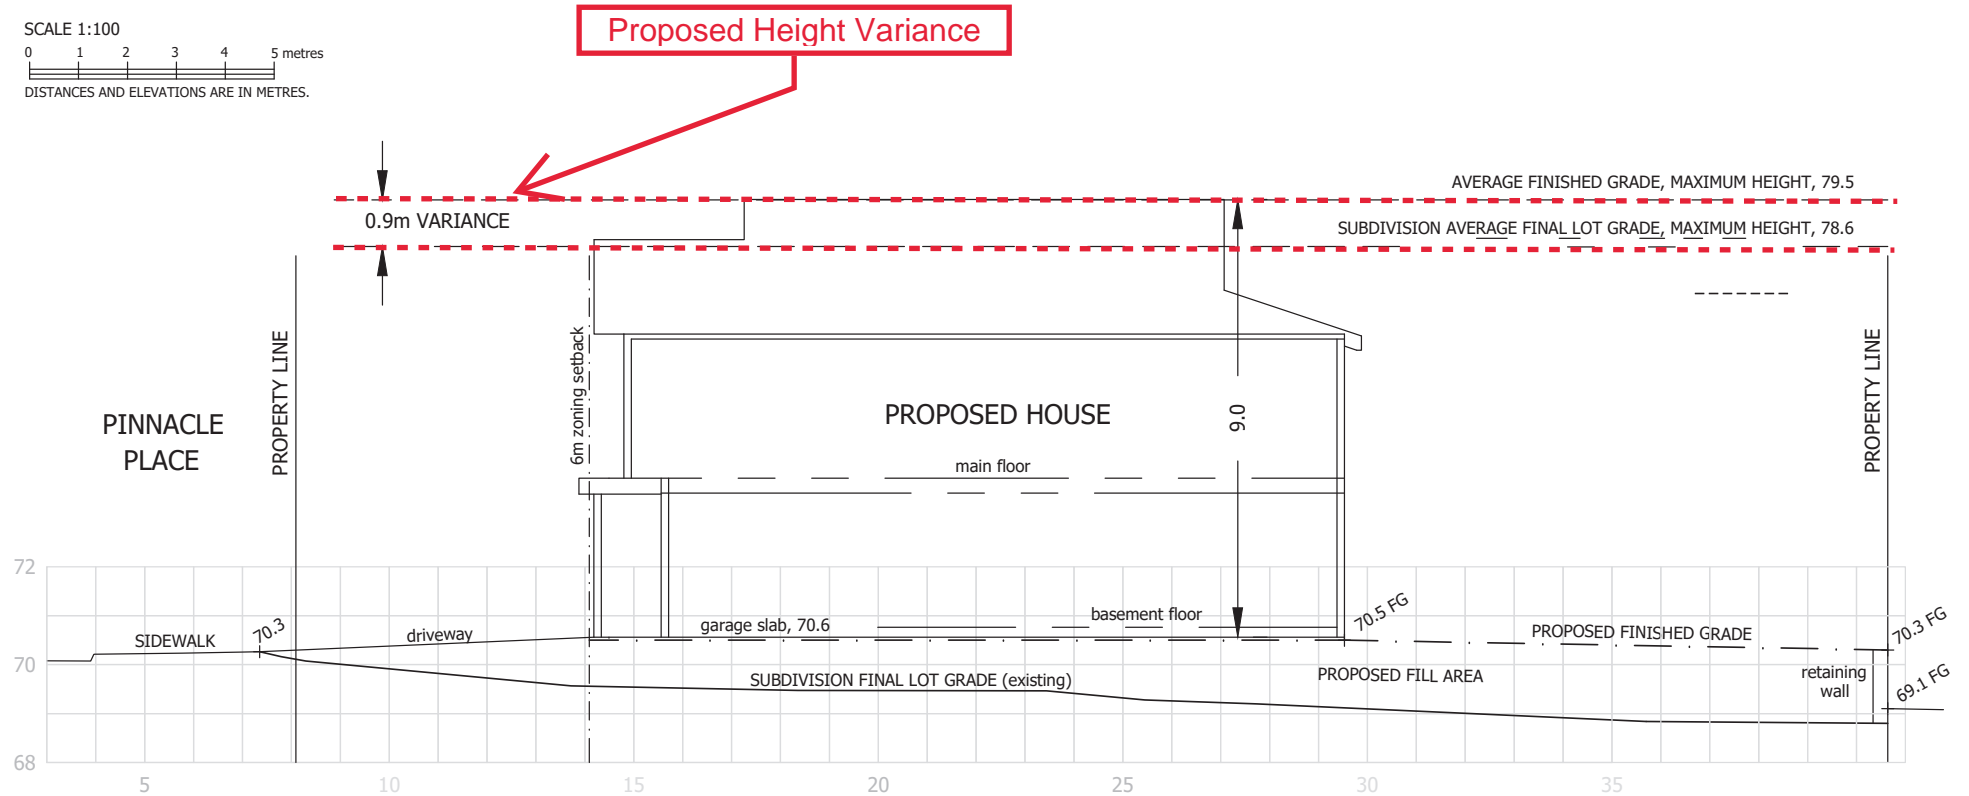 SCALE 1:100
0 1 2 3 4 5 metres
DISTANCES AND ELEVATIONS ARE IN METRES.
Proposed Height Variance
AVERAGE FINISHED GRADE, MAXIMUM HEIGHT, 79.5
0.9m VARIANCE
SUBDIVISION AVERAGE FINAL LOT GRADE, MAXIMUM HEIGHT, 78.6
PINNACLE
PLACE
PROPERTY LINE
6m zoning setback
PROPOSED HOUSE
9.0
PROPERTY LINE
main floor
72
70
68
SIDEWALK
70.3
driveway
garage slab, 70.6
basement floor
70.5 FG
PROPOSED FINISHED GRADE
70.3 FG
SUBDIVISION FINAL LOT GRADE (existing)
PROPOSED FILL AREA
retaining
wall
69.1 FG
5 10 15 20 25 30 35